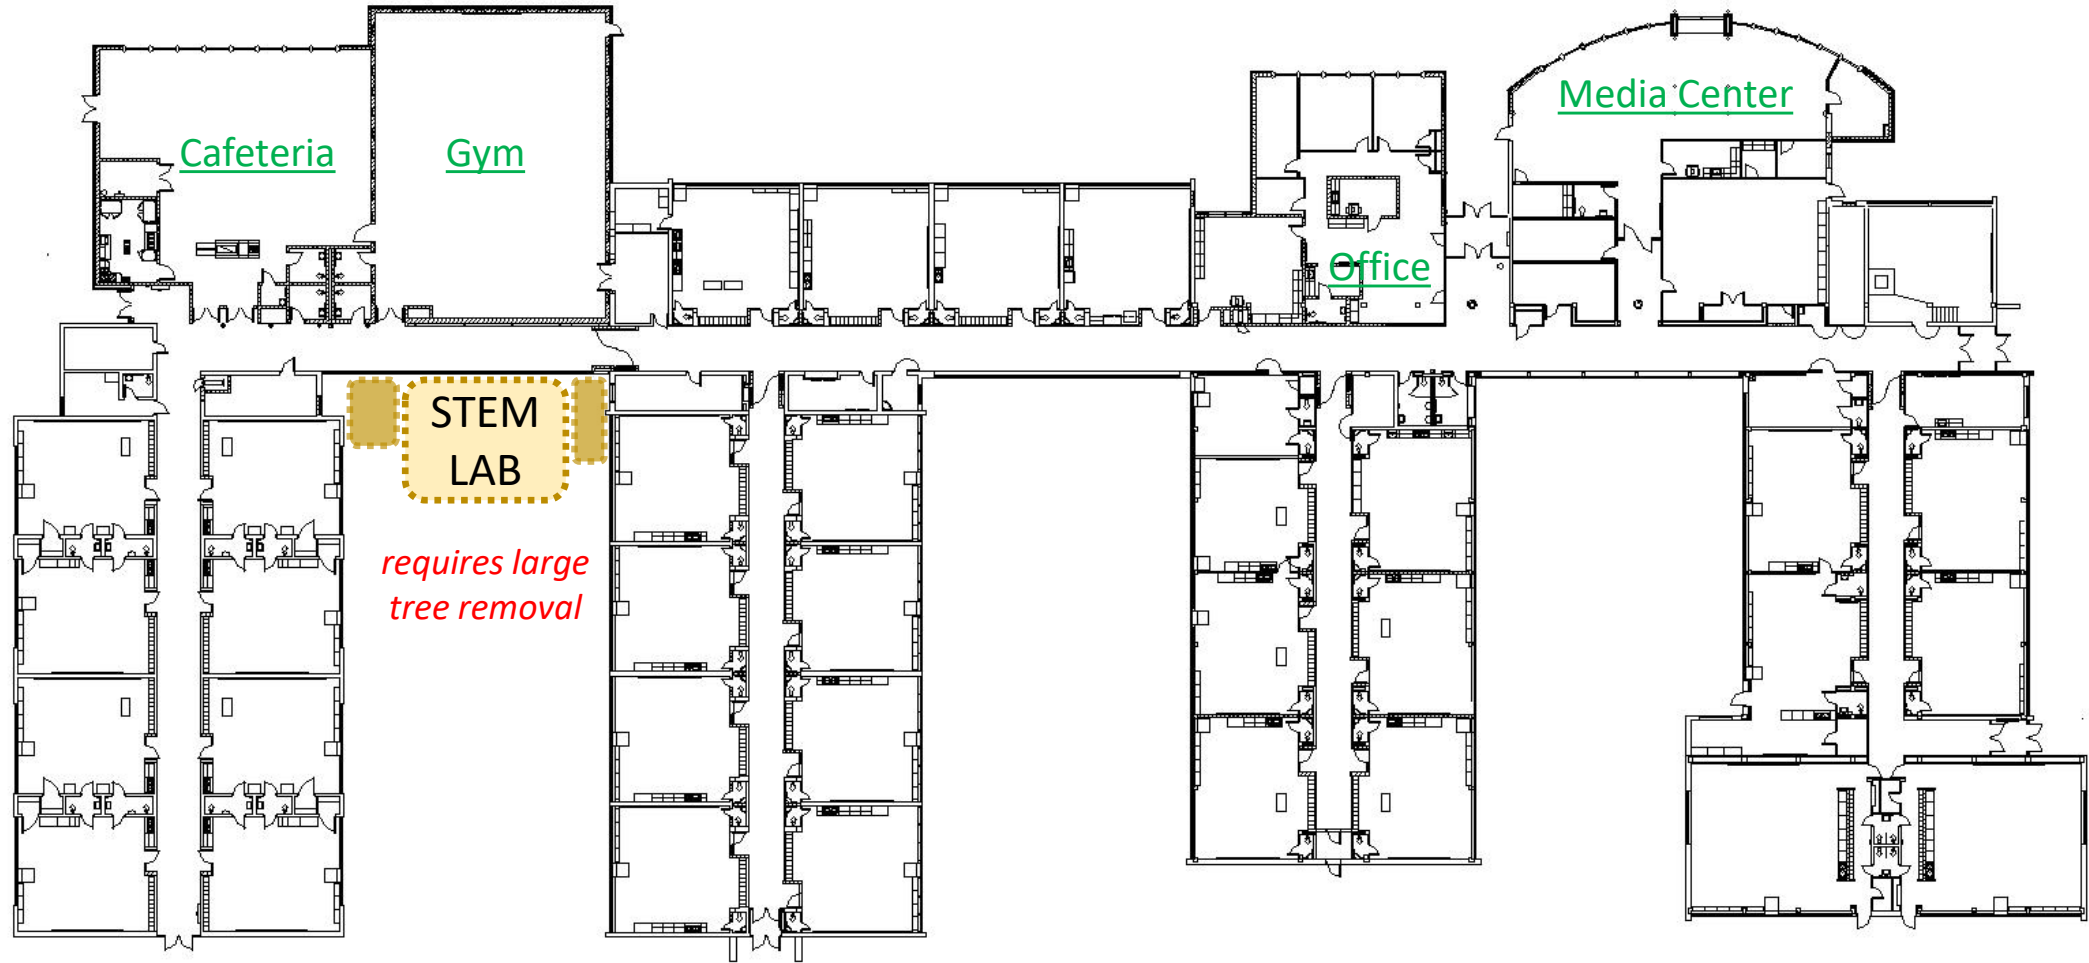 Media Center
Cafeteria
Gym
Office
STEM
LAB
requires large
tree removal